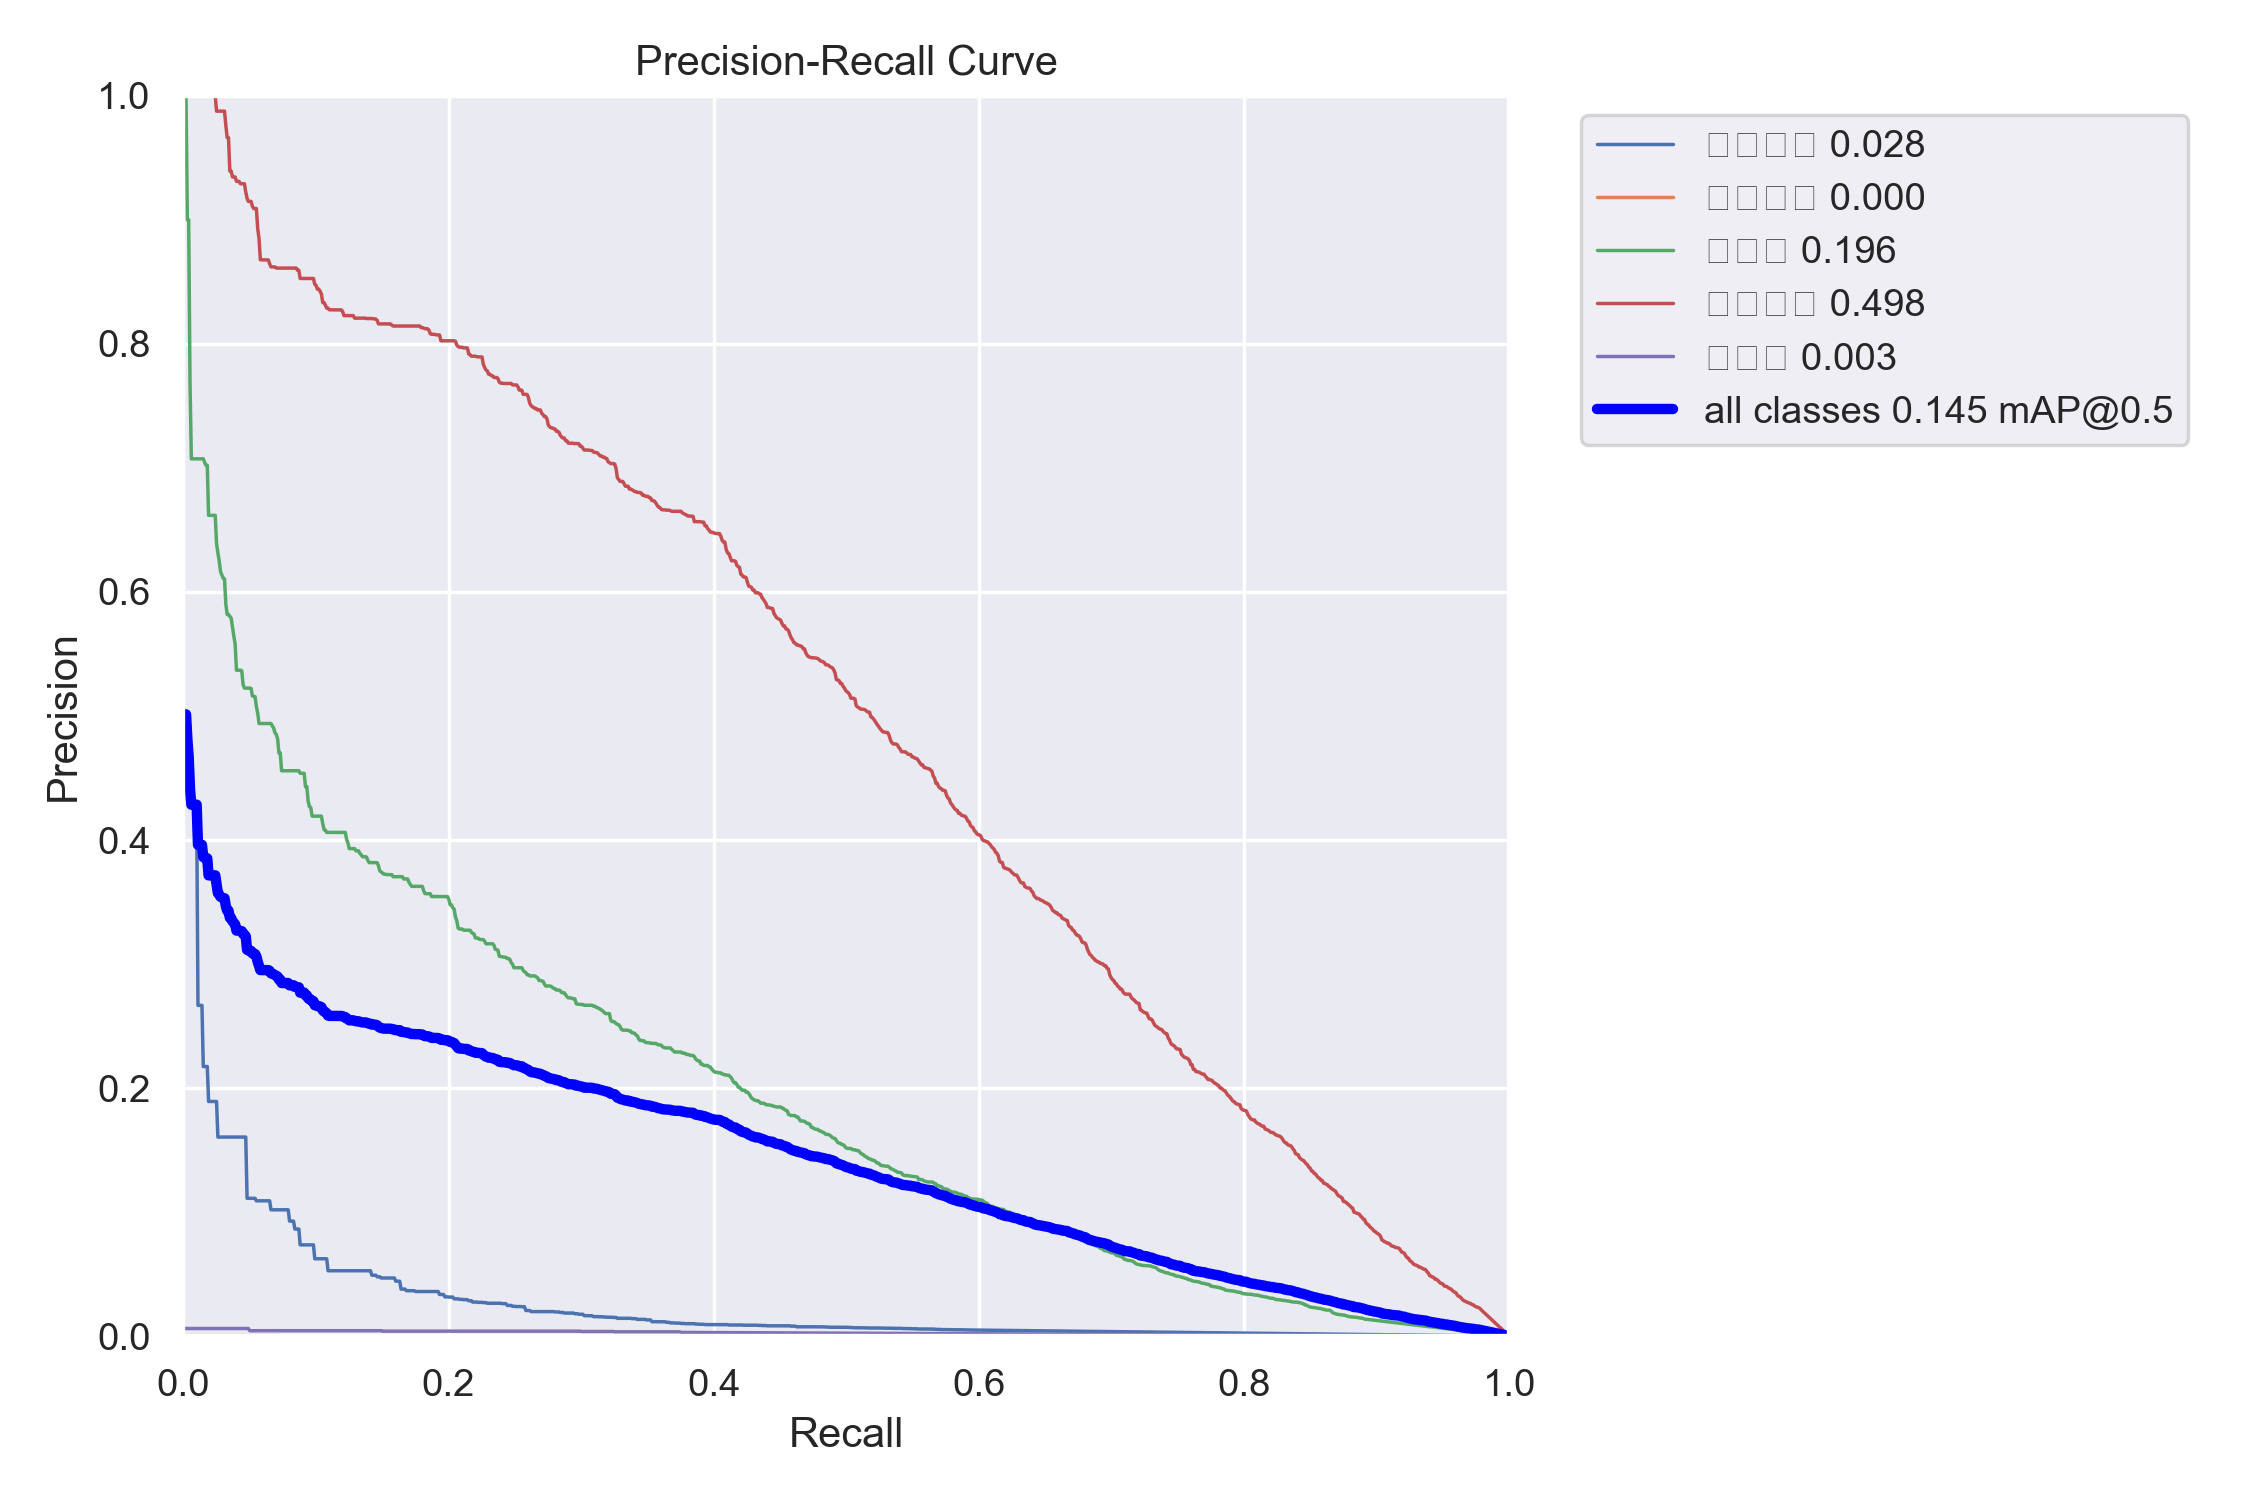 Precision-Recall Curve
1.0
0.8
0.6
0.4
0.2
0.0
Precision
0.0 0.2 0.4 0.6 0.8 1.0
Recall
□□□□ 0.028
□□□□ 0.000
□□□ 0.196
□□□□ 0.498
□□□ 0.003
all classes 0.145 mAP@0.5